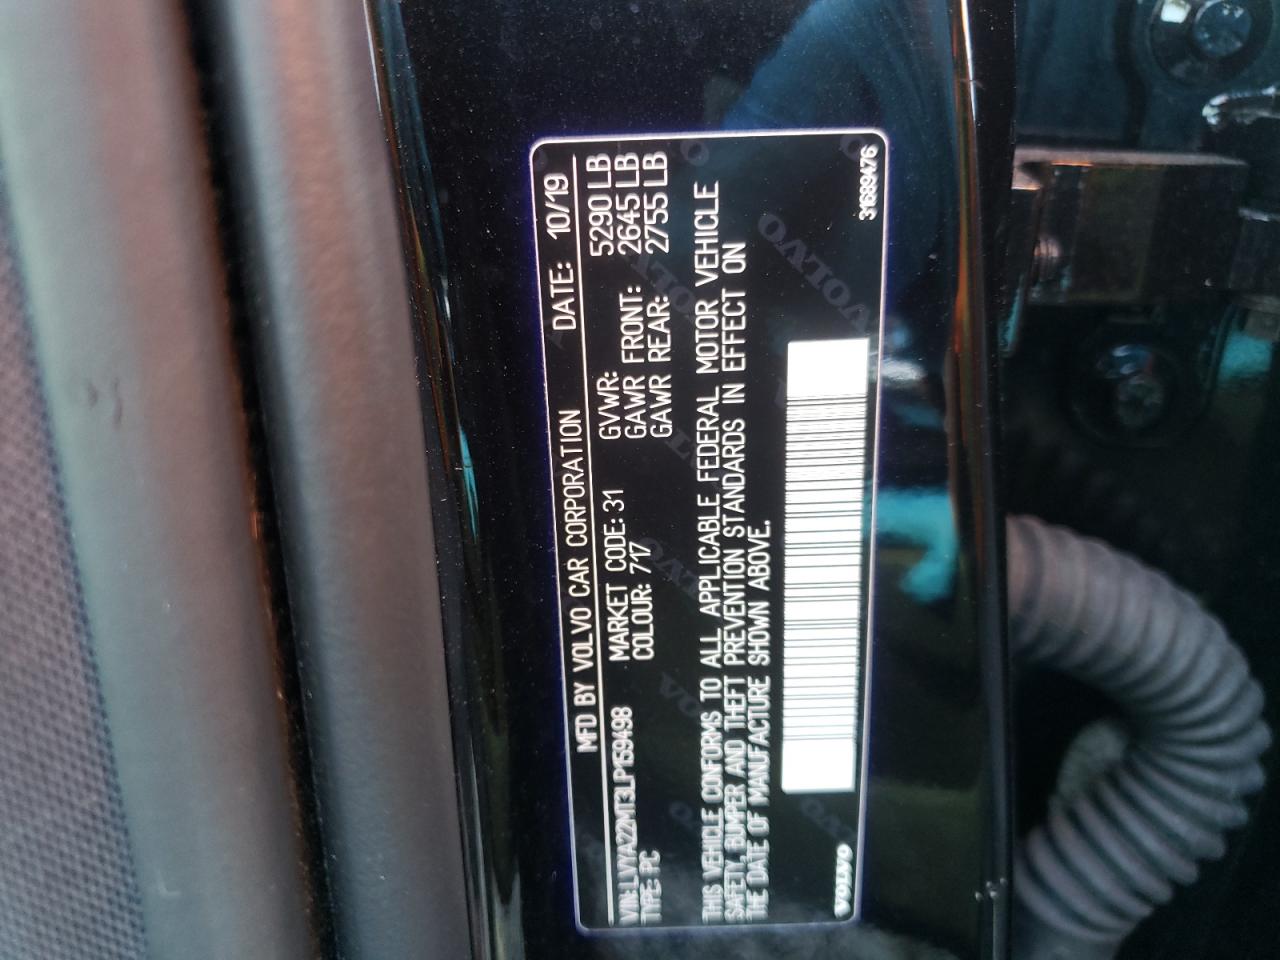 MFD BY VOLVO CAR CORPORATION DATE: 10/19
VIN: LVYA22MT3LP159498 MARKET CODE: 31 GVWR: 5290 LB
TYPE: PC COLOUR: 717 GAWR FRONT: 2645 LB
GAWR REAR: 2755 LB
THIS VEHICLE CONFORMS TO ALL APPLICABLE FEDERAL MOTOR VEHICLE
SAFETY, BUMPER AND THEFT PREVENTION STANDARDS IN EFFECT ON
THE DATE OF MANUFACTURE SHOWN ABOVE.
VOLVO 31689476